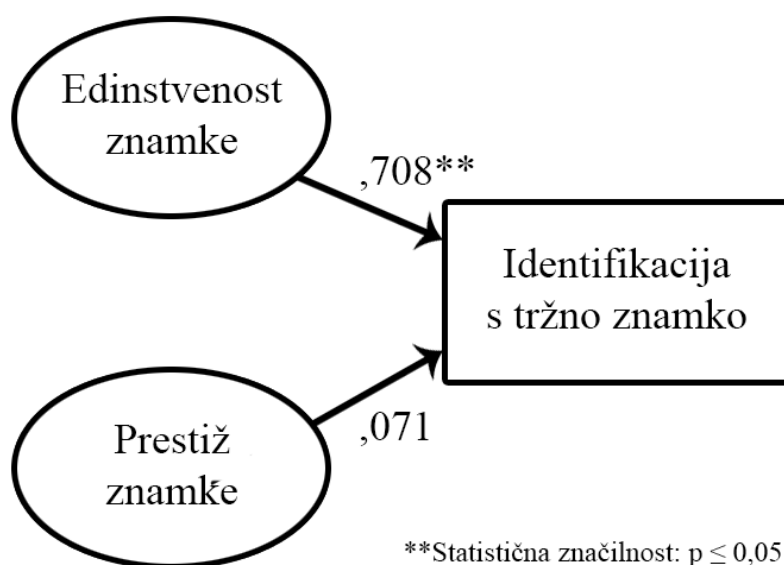 Edinstvenost
znamke
,708**
Identifikacija
s tržno znamko
Prestiž
znamke
,071
**Statistična značilnost: p ≤ 0,05